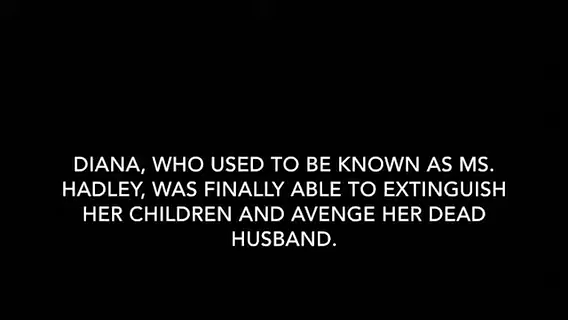 DIANA, WHO USED TO BE KNOWN AS MS.
HADLEY, WAS FINALLY ABLE TO EXTINGUISH
HER CHILDREN AND AVENGE HER DEAD
HUSBAND.